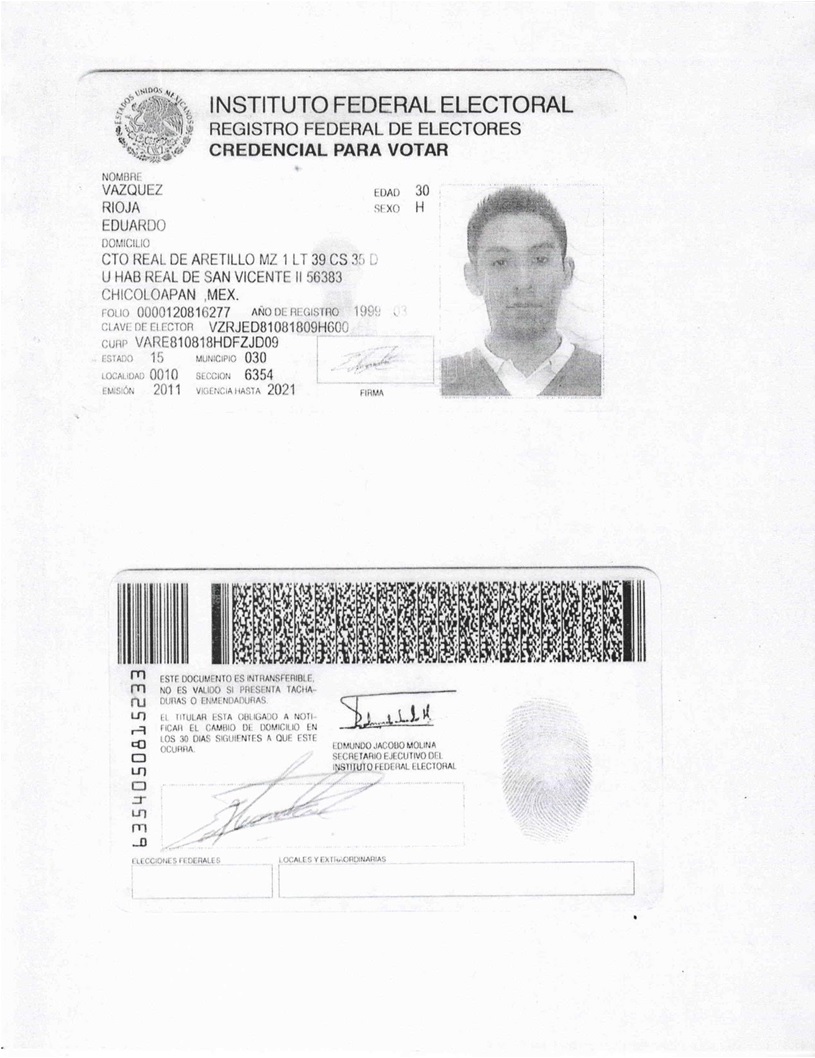 ESTADOS UNIDOS MEXICANOS
INSTITUTO FEDERAL ELECTORAL
REGISTRO FEDERAL DE ELECTORES
CREDENCIAL PARA VOTAR
NOMBRE
VAZQUEZ
RIOJA
EDUARDO
EDAD 30
SEXO H
DOMICILIO
CTO REAL DE ARETILLO MZ 1 LT 39 CS 35 D
U HAB REAL DE SAN VICENTE II 56383
CHICOLOAPAN ,MEX.
FOLIO 0000120816277 AÑO DE REGISTRO 1999 03
CLAVE DE ELECTOR VZRJED81081809H600
CURP VARE810818HDFZJD09
ESTADO 15 MUNICIPIO 030
LOCALIDAD 0010 SECCION 6354
EMISIÓN 2011 VIGENCIA HASTA 2021
FIRMA
6354050815233
ESTE DOCUMENTO ES INTRANSFERIBLE,
NO ES VALIDO SI PRESENTA TACHA-
DURAS O ENMENDADURAS.
EL TITULAR ESTA OBLIGADO A NOTI-
FICAR EL CAMBIO DE DOMICILIO EN
LOS 30 DIAS SIGUIENTES A QUE ESTE
OCURRA.
EDMUNDO JACOBO MOLINA
SECRETARIO EJECUTIVO DEL
INSTITUTO FEDERAL ELECTORAL
ELECCIONES FEDERALES
LOCALES Y EXTRAORDINARIAS